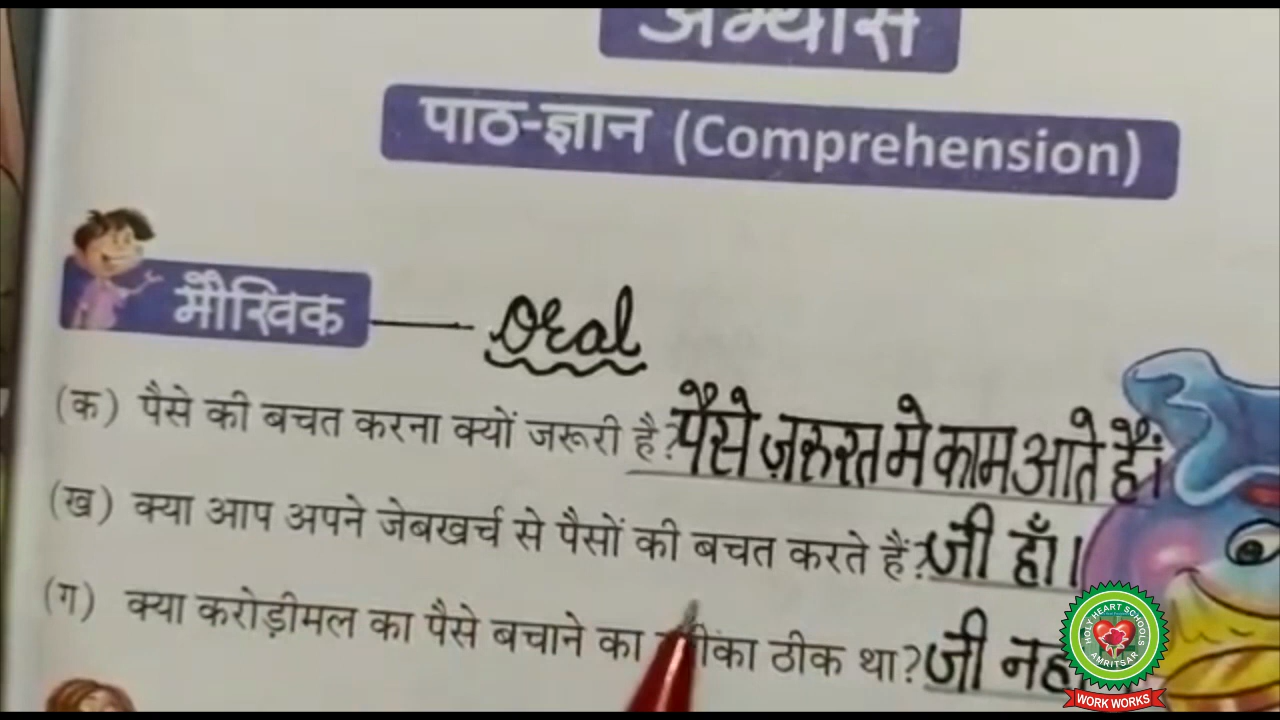 अभ्यास
पाठ-ज्ञान (Comprehension)
मौखिक Oral
(क) पैसे की बचत करना क्यों जरूरी है? पैसे ज़रुरत मे काम आते हैं।
(ख) क्या आप अपने जेबखर्च से पैसों की बचत करते हैं? जी हाँ।
(ग) क्या करोड़ीमल का पैसे बचाने का ठीक था? जी
HOLY HEART SCHOOLS
AMRITSAR
WORK WORKS